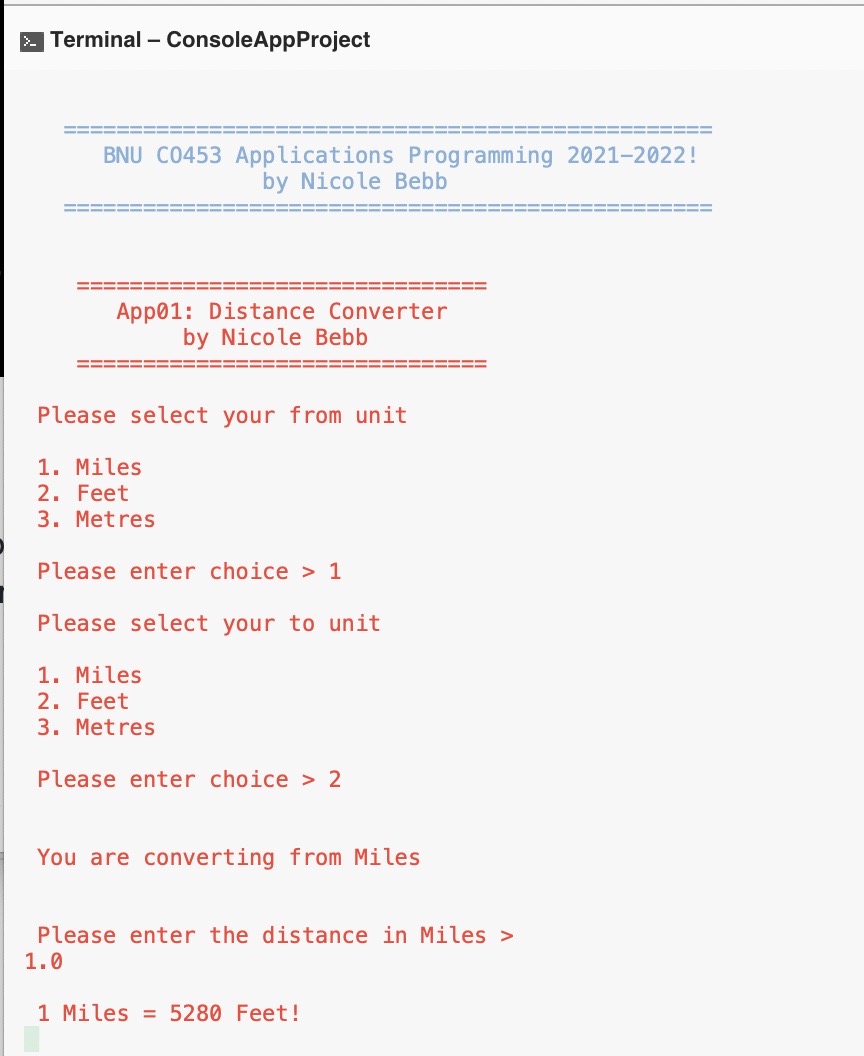 Terminal – ConsoleAppProject
=================================================
BNU CO453 Applications Programming 2021-2022!
by Nicole Bebb
=================================================
===============================
App01: Distance Converter
by Nicole Bebb
===============================
Please select your from unit
1. Miles
2. Feet
3. Metres
Please enter choice > 1
Please select your to unit
1. Miles
2. Feet
3. Metres
Please enter choice > 2
You are converting from Miles
Please enter the distance in Miles >
1.0
1 Miles = 5280 Feet!